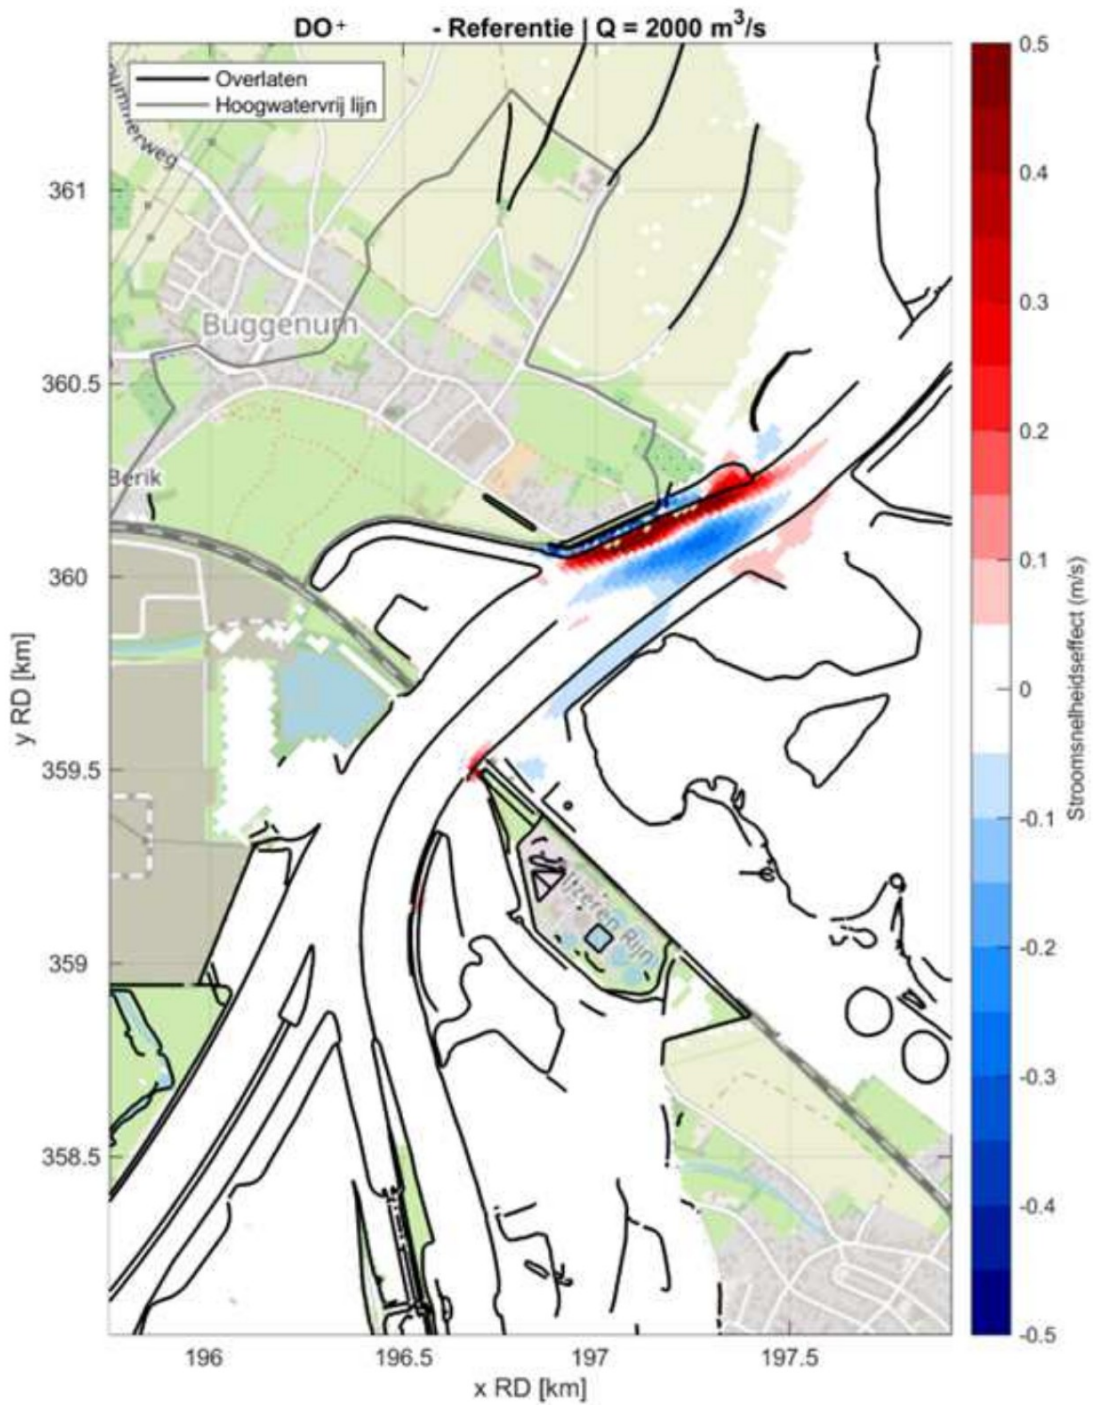 DO+ - Referentie | Q = 2000 m³/s
Overlaten
Hoogwatervrij lijn
361
360.5
360
359.5
359
358.5
y RD [km]
Buggenum
Berik
IJzeren Rijn
196
196.5
197
197.5
x RD [km]
0.5
0.4
0.3
0.2
0.1
0
-0.1
-0.2
-0.3
-0.4
-0.5
Stroomsnelheidseffect (m/s)